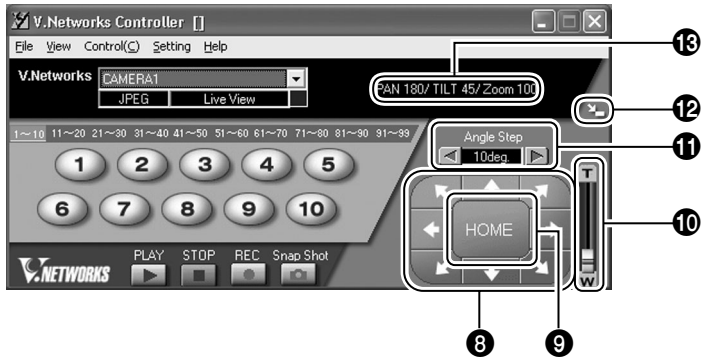 V.Networks Controller []
File View Control(C) Setting Help
V.Networks CAMERA1
JPEG Live View
PAN 180/ TILT 45/ Zoom 100
13
12
1~10 11~20 21~30 31~40 41~50 51~60 61~70 71~80 81~90 91~99
Angle Step
10deg.
11
1 2 3 4 5
6 7 8 9 10
T
HOME
W
10
PLAY STOP REC Snap Shot
V.NETWORKS
8 9